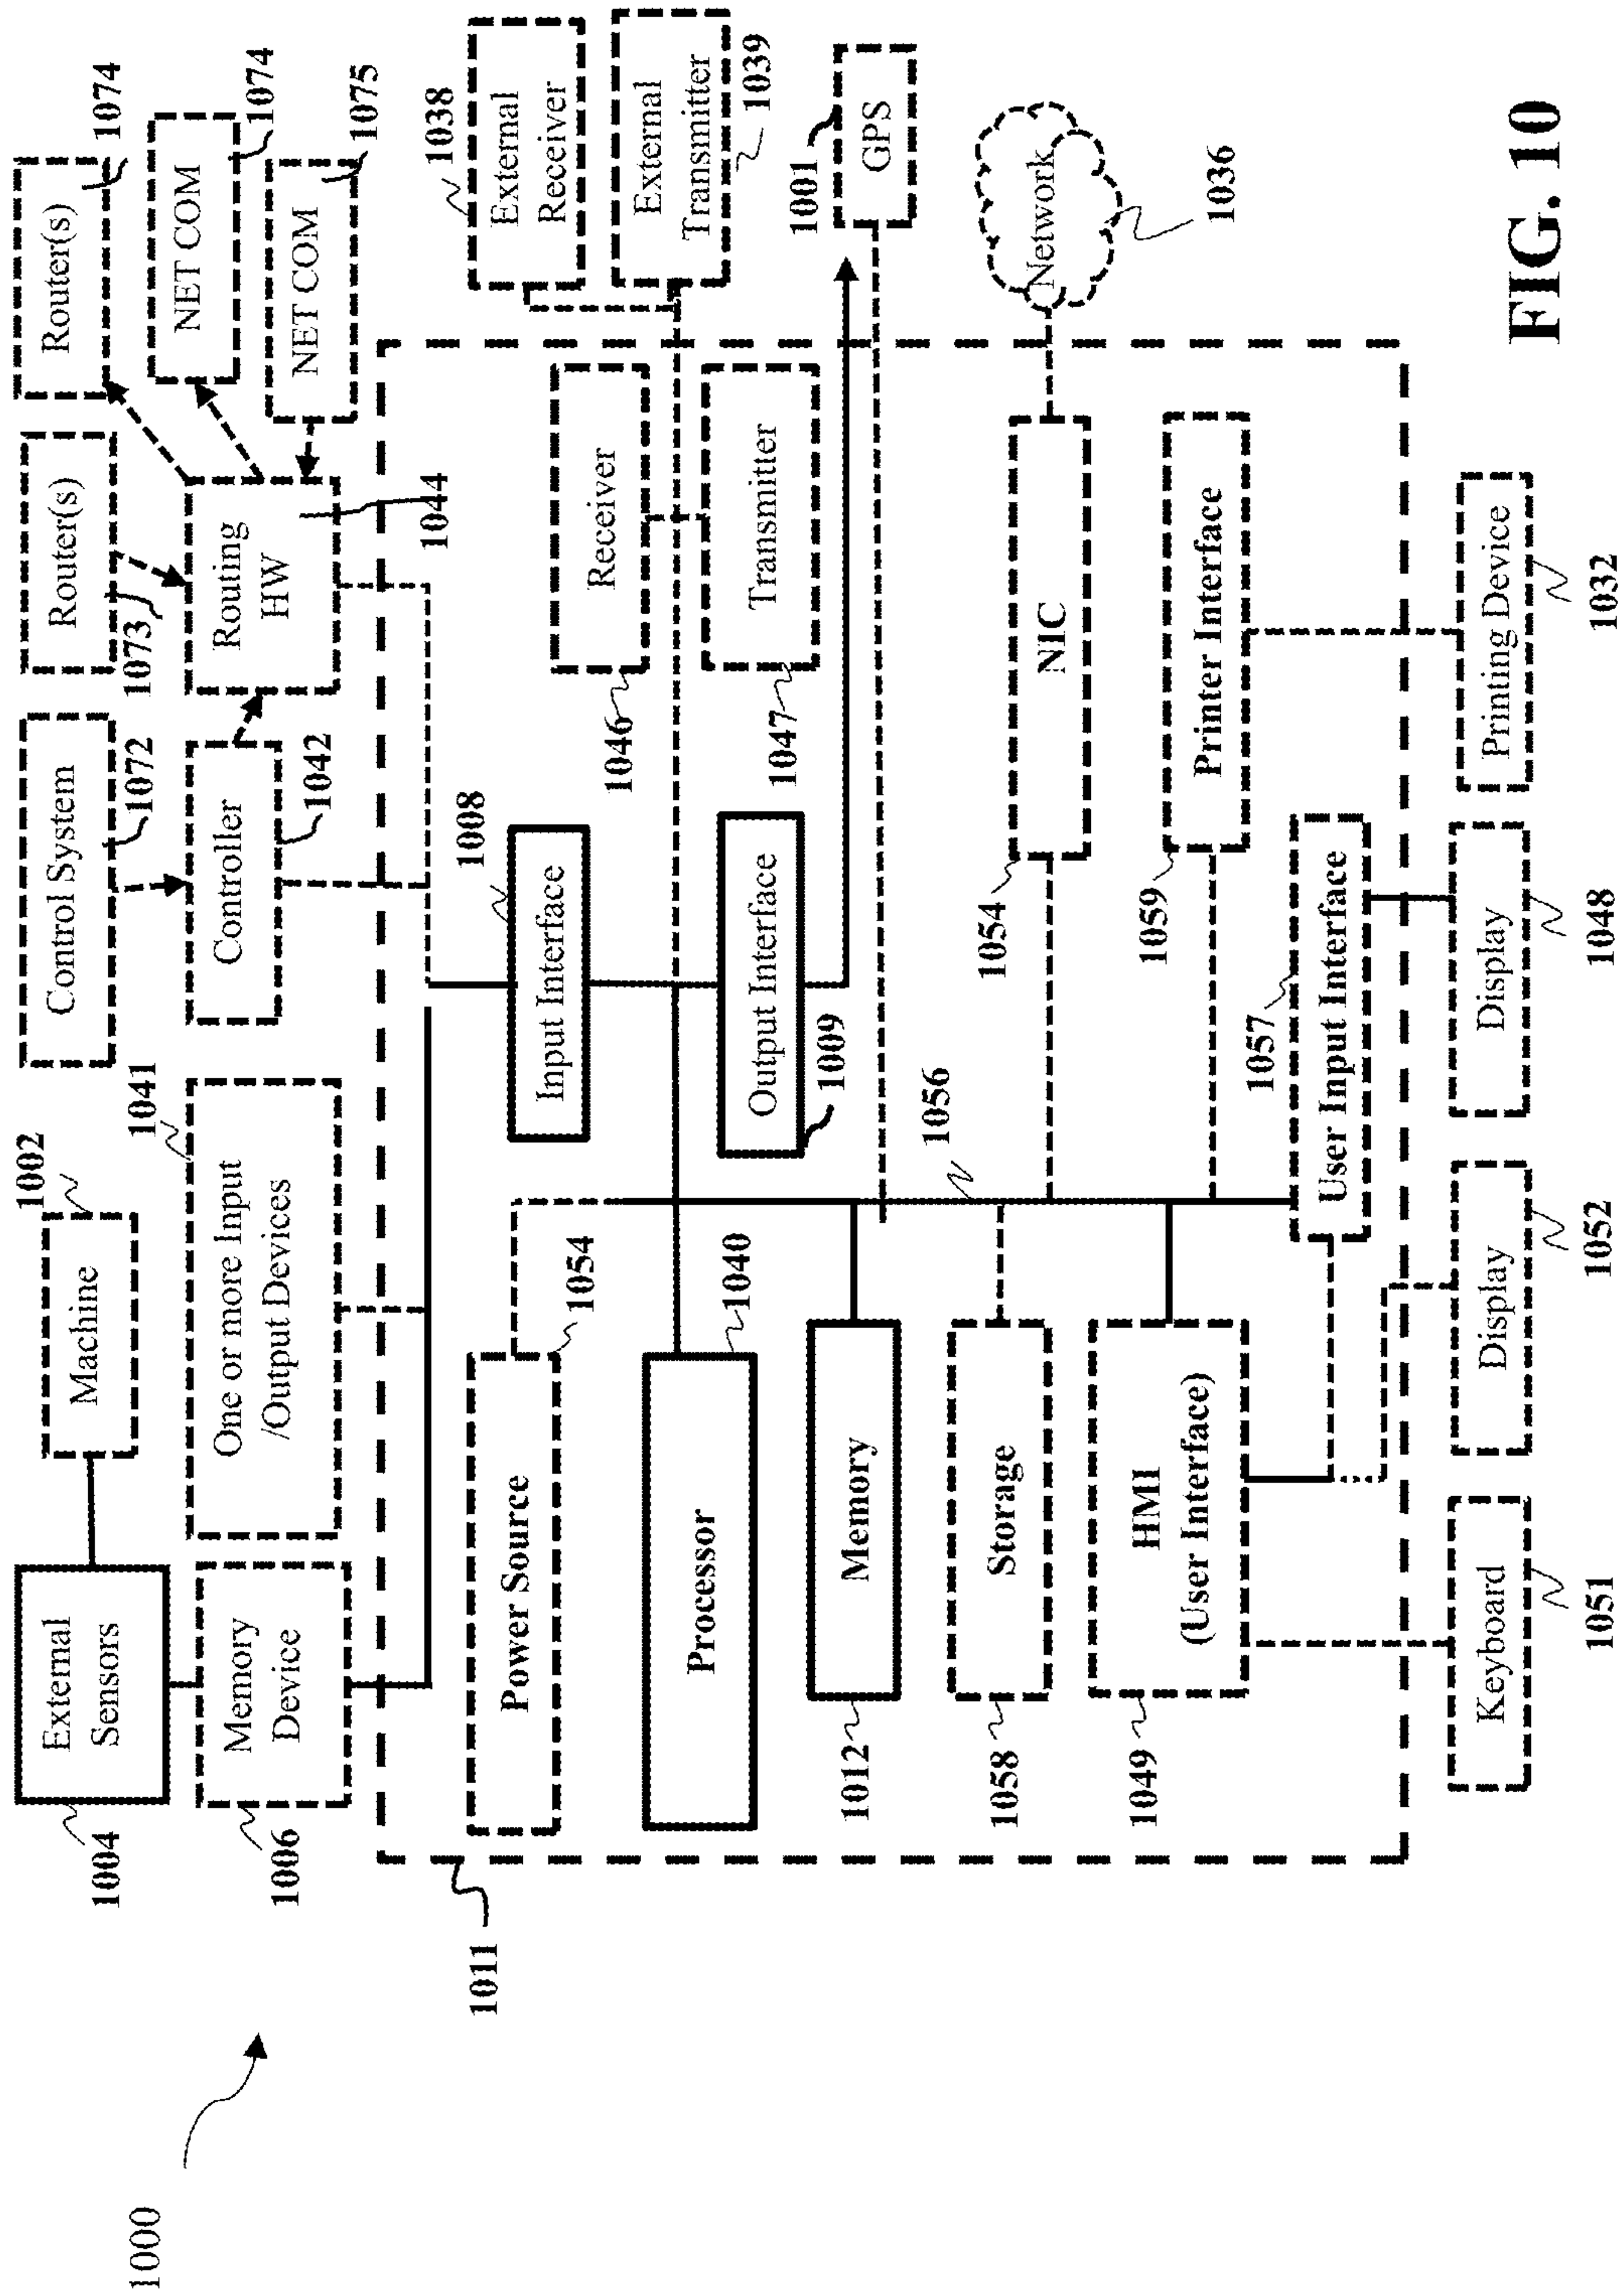 1000
1004
External
Sensors
1002
Machine
1006
Memory
Device
1041
One or more Input
/Output Devices
Control System
1072
Controller
1042
Router(s)
1073
Routing
HW
1044
Router(s)
1074
NET COM
1074
NET COM
1075
1011
Power Source
1054
1008
Input Interface
1046
Receiver
1038
External
Receiver
Processor
1040
Output Interface
1009
1047
Transmitter
External
Transmitter
1039
1001
GPS
1012
Memory
1056
1058
Storage
1054
NIC
Network
1036
1049
HMI
(User Interface)
1059
Printer Interface
1057
User Input Interface
Keyboard
1051
Display
1052
Display
1048
Printing Device
1032
FIG. 10